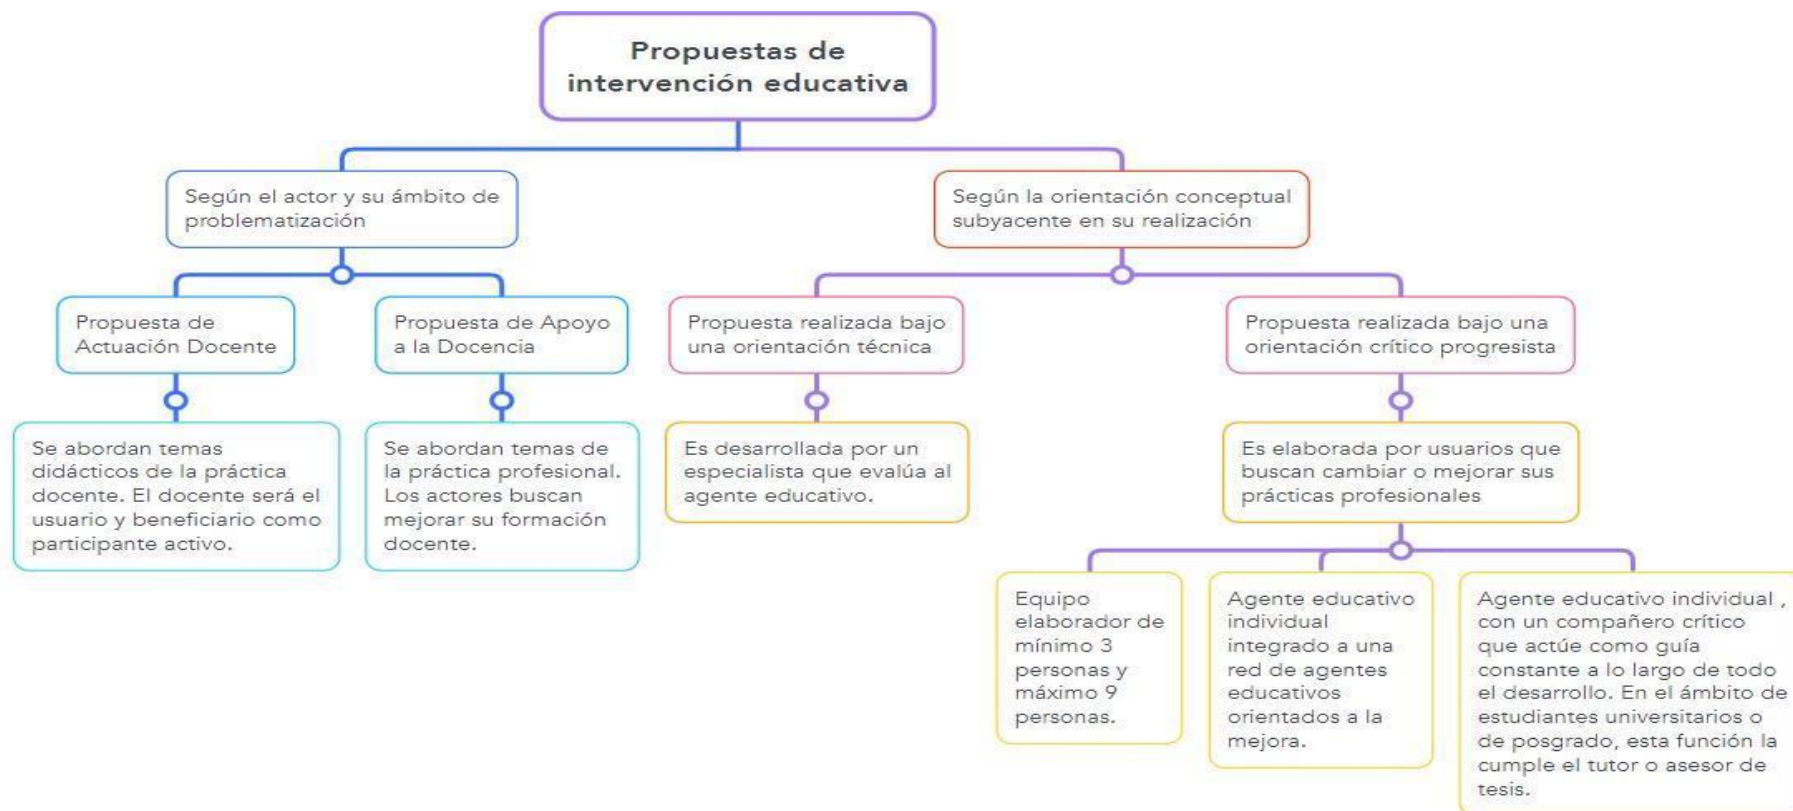 Propuestas de
intervención educativa
Según el actor y su ámbito de
problematización
Según la orientación conceptual
subyacente en su realización
Propuesta de
Actuación Docente
Propuesta de Apoyo
a la Docencia
Propuesta realizada bajo
una orientación técnica
Propuesta realizada bajo una
orientación crítico progresista
Se abordan temas
didácticos de la práctica
docente. El docente será el
usuario y beneficiario como
participante activo.
Se abordan temas de
la práctica profesional.
Los actores buscan
mejorar su formación
docente.
Es desarrollada por un
especialista que evalúa al
agente educativo.
Es elaborada por usuarios que
buscan cambiar o mejorar sus
prácticas profesionales
Equipo
elaborador de
mínimo 3
personas y
máximo 9
personas.
Agente educativo
individual
integrado a una
red de agentes
educativos
orientados a la
mejora.
Agente educativo individual ,
con un compañero crítico
que actúe como guía
constante a lo largo de todo
el desarrollo. En el ámbito de
estudiantes universitarios o
de posgrado, esta función la
cumple el tutor o asesor de
tesis.